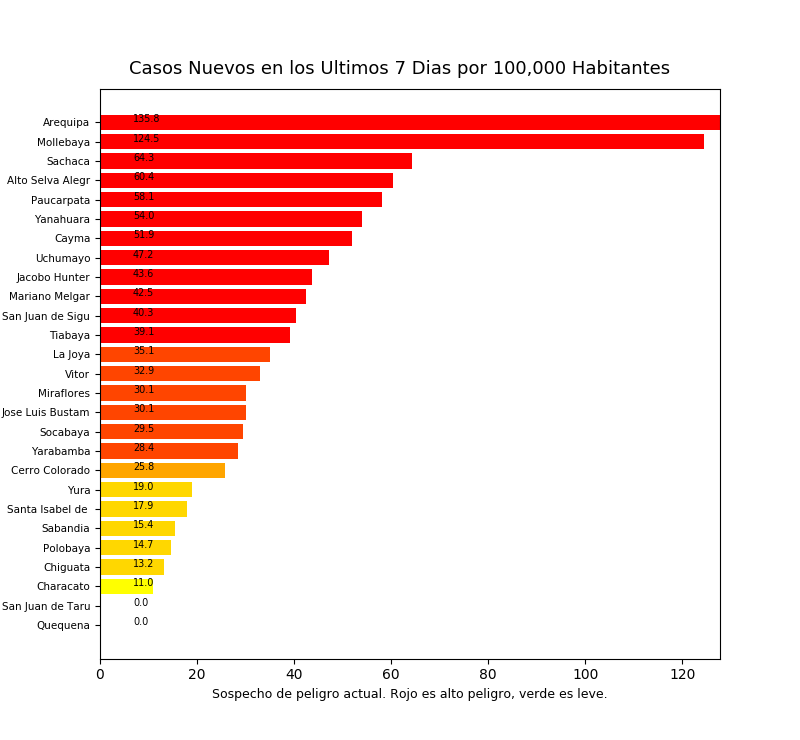 Casos Nuevos en los Ultimos 7 Dias por 100,000 Habitantes
Arequipa 135.8
Mollebaya 124.5
Sachaca 64.3
Alto Selva Alegr 60.4
Paucarpata 58.1
Yanahuara 54.0
Cayma 51.9
Uchumayo 47.2
Jacobo Hunter 43.6
Mariano Melgar 42.5
San Juan de Sigu 40.3
Tiabaya 39.1
La Joya 35.1
Vitor 32.9
Miraflores 30.1
Jose Luis Bustam 30.1
Socabaya 29.5
Yarabamba 28.4
Cerro Colorado 25.8
Yura 19.0
Santa Isabel de 17.9
Sabandia 15.4
Polobaya 14.7
Chiguata 13.2
Characato 11.0
San Juan de Taru 0.0
Quequena 0.0
0 20 40 60 80 100 120
Sospecho de peligro actual. Rojo es alto peligro, verde es leve.